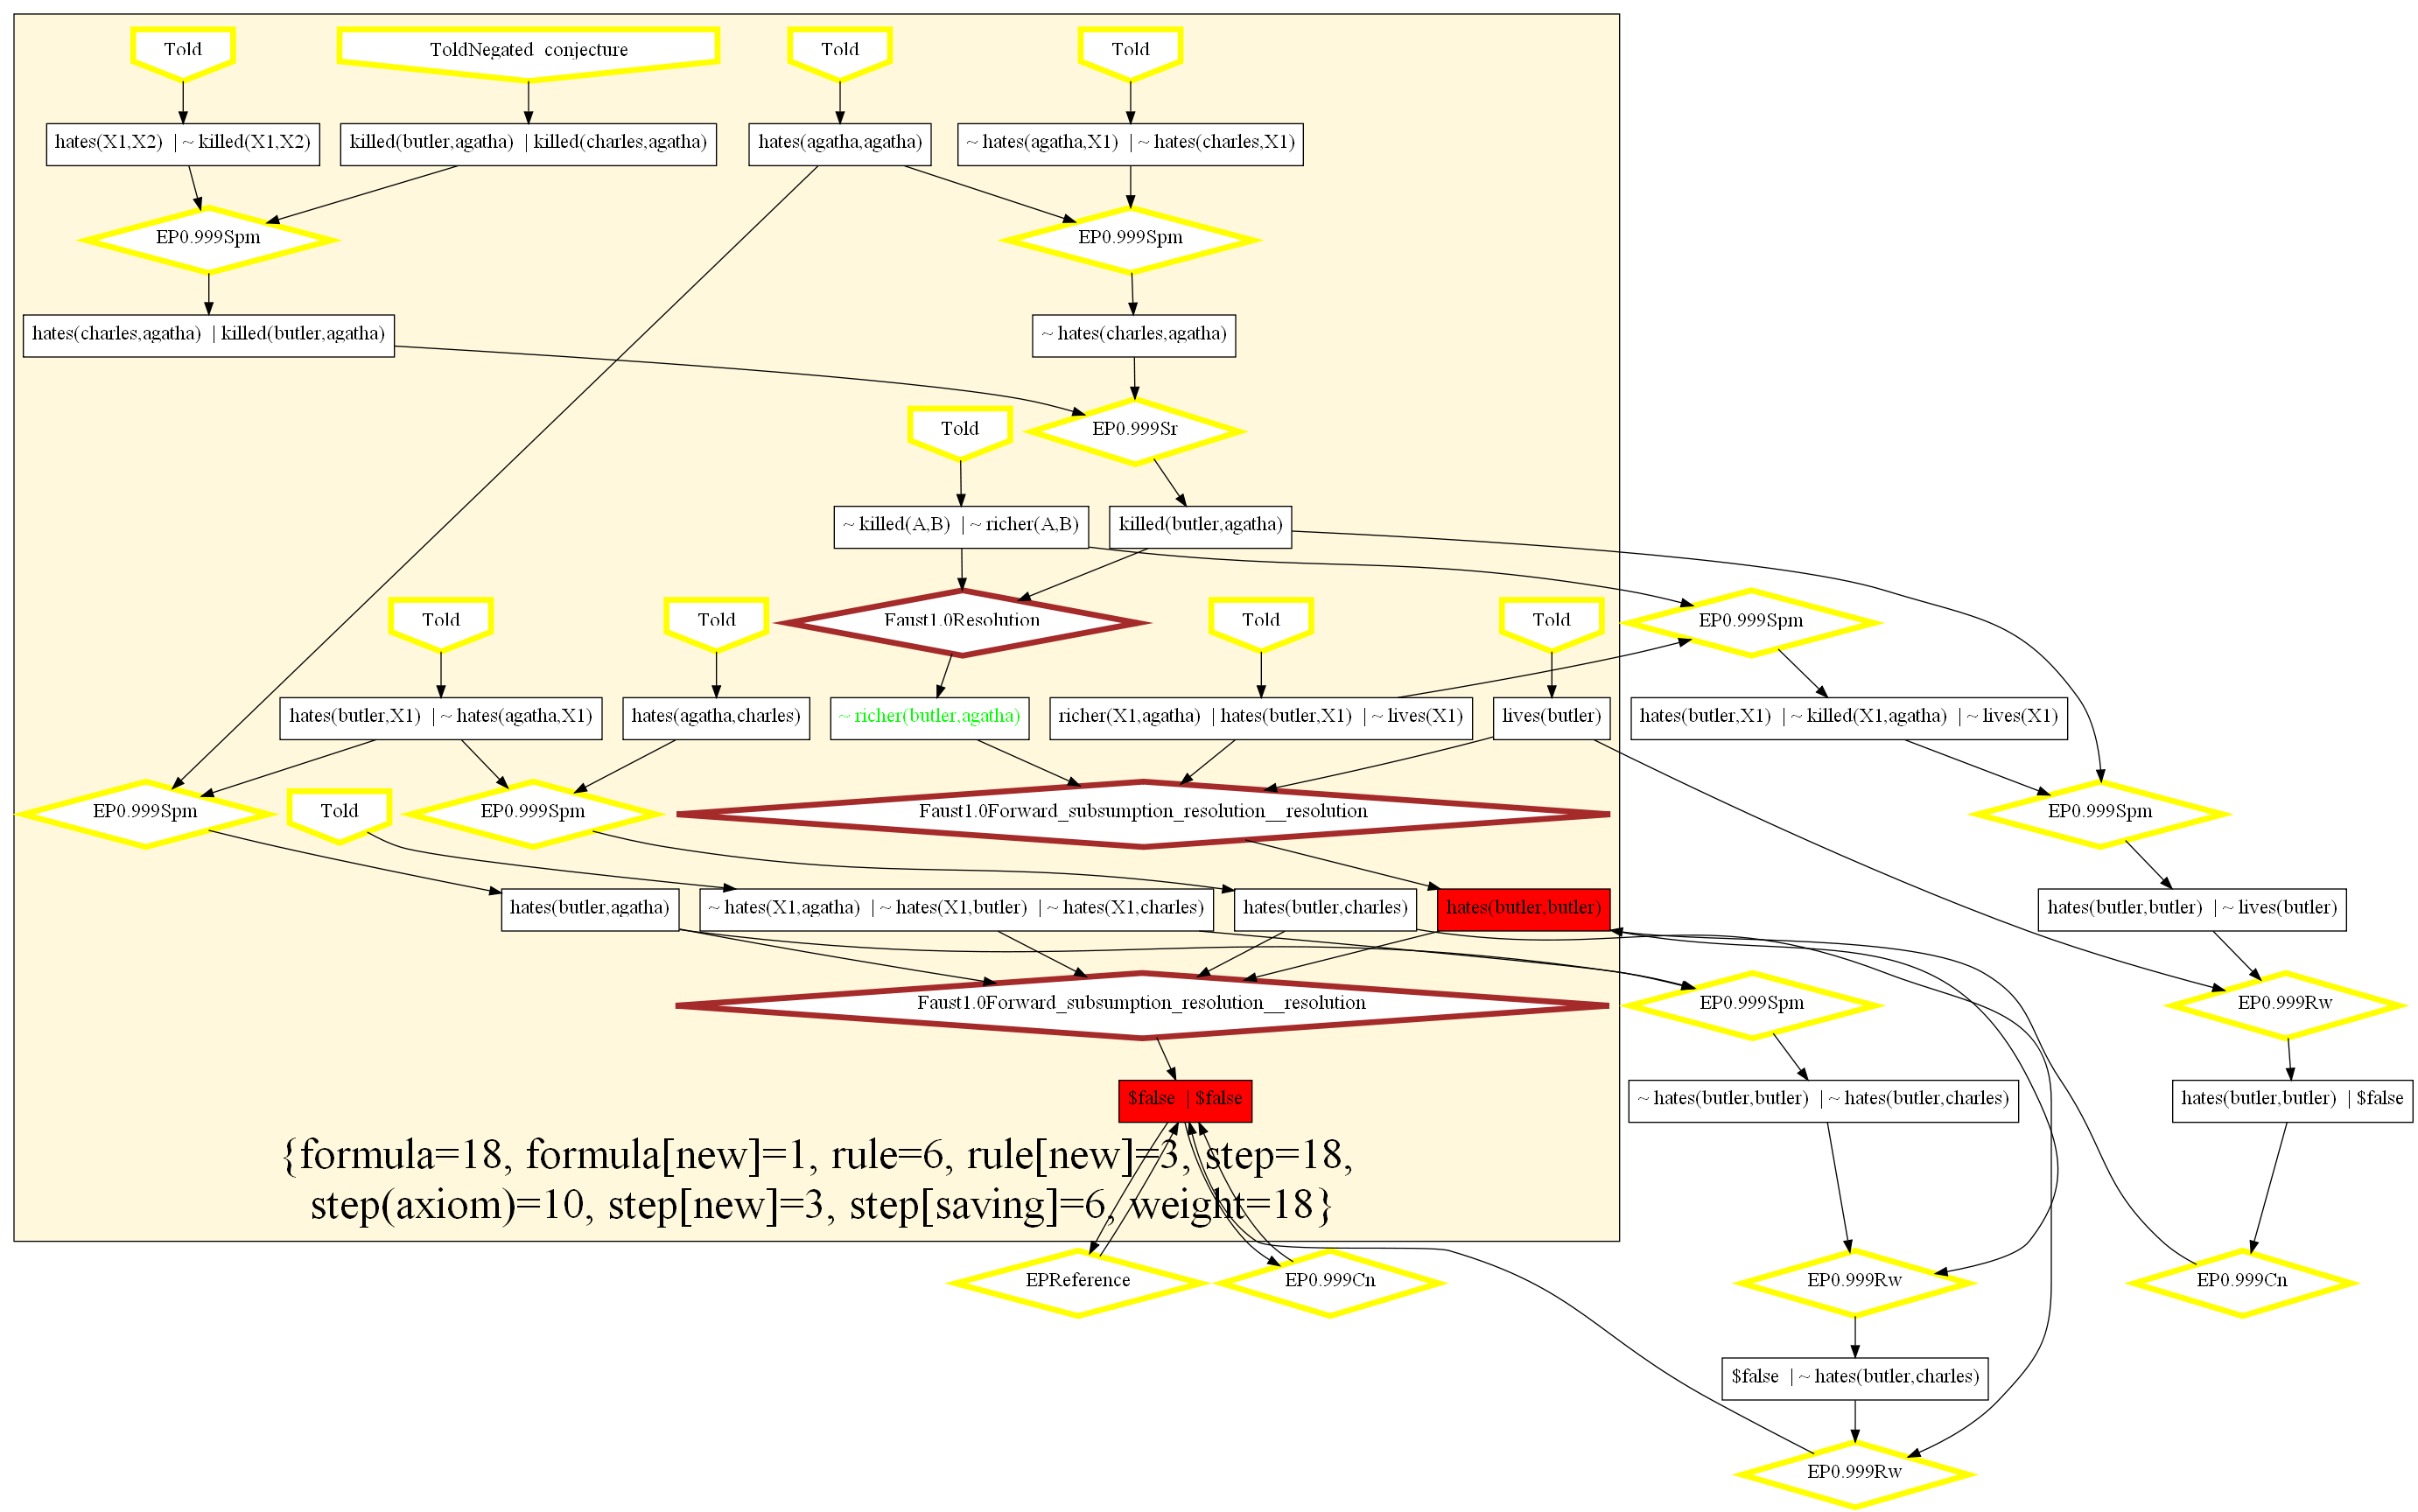 Told
ToldNegated conjecture
Told
Told
hates(X1,X2) | ~ killed(X1,X2)
killed(butler,agatha) | killed(charles,agatha)
hates(agatha,agatha)
~ hates(agatha,X1) | ~ hates(charles,X1)
EP0.999Spm
EP0.999Spm
hates(charles,agatha) | killed(butler,agatha)
~ hates(charles,agatha)
Told
EP0.999Sr
~ killed(A,B) | ~ richer(A,B)
killed(butler,agatha)
Told
Told
Faust1.0Resolution
Told
Told
EP0.999Spm
hates(butler,X1) | ~ hates(agatha,X1)
hates(agatha,charles)
~ richer(butler,agatha)
richer(X1,agatha) | hates(butler,X1) | ~ lives(X1)
lives(butler)
hates(butler,X1) | ~ killed(X1,agatha) | ~ lives(X1)
EP0.999Spm
Told
EP0.999Spm
Faust1.0Forward_subsumption_resolution__resolution
EP0.999Spm
hates(butler,agatha)
~ hates(X1,agatha) | ~ hates(X1,butler) | ~ hates(X1,charles)
hates(butler,charles)
hates(butler,butler)
hates(butler,butler) | ~ lives(butler)
Faust1.0Forward_subsumption_resolution__resolution
EP0.999Spm
EP0.999Rw
$false | $false
~ hates(butler,butler) | ~ hates(butler,charles)
hates(butler,butler) | $false
{formula=18, formula[new]=1, rule=6, rule[new]=3, step=18,
step(axiom)=10, step[new]=3, step[saving]=6, weight=18}
EPReference
EP0.999Cn
EP0.999Rw
EP0.999Cn
$false | ~ hates(butler,charles)
EP0.999Rw